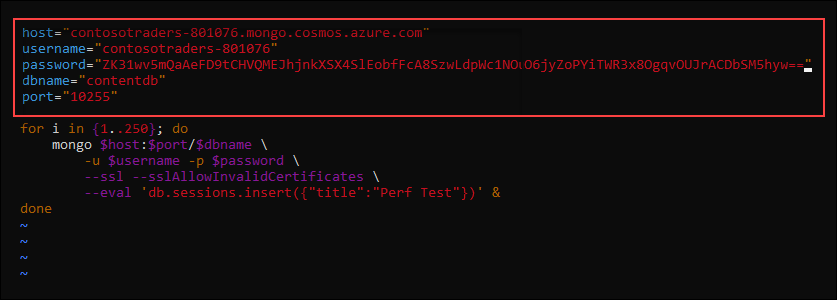 host="contosotraders-801076.mongo.cosmos.azure.com"
username="contosotraders-801076"
password="ZK31wv5mQaAeFD9tCHVQMEJhjnkXSX4SlEobfFcA8SzwLdpWc1NOuO6jyZoPYiTWR3x8OgqvOUJrACDbSM5hyw=="
dbname="contentdb"
port="10255"
for i in {1..250}; do
    mongo $host:$port/$dbname \
        -u $username -p $password \
        --ssl --sslAllowInvalidCertificates \
        --eval 'db.sessions.insert({"title":"Perf Test"})' &
done
~
~
~
~